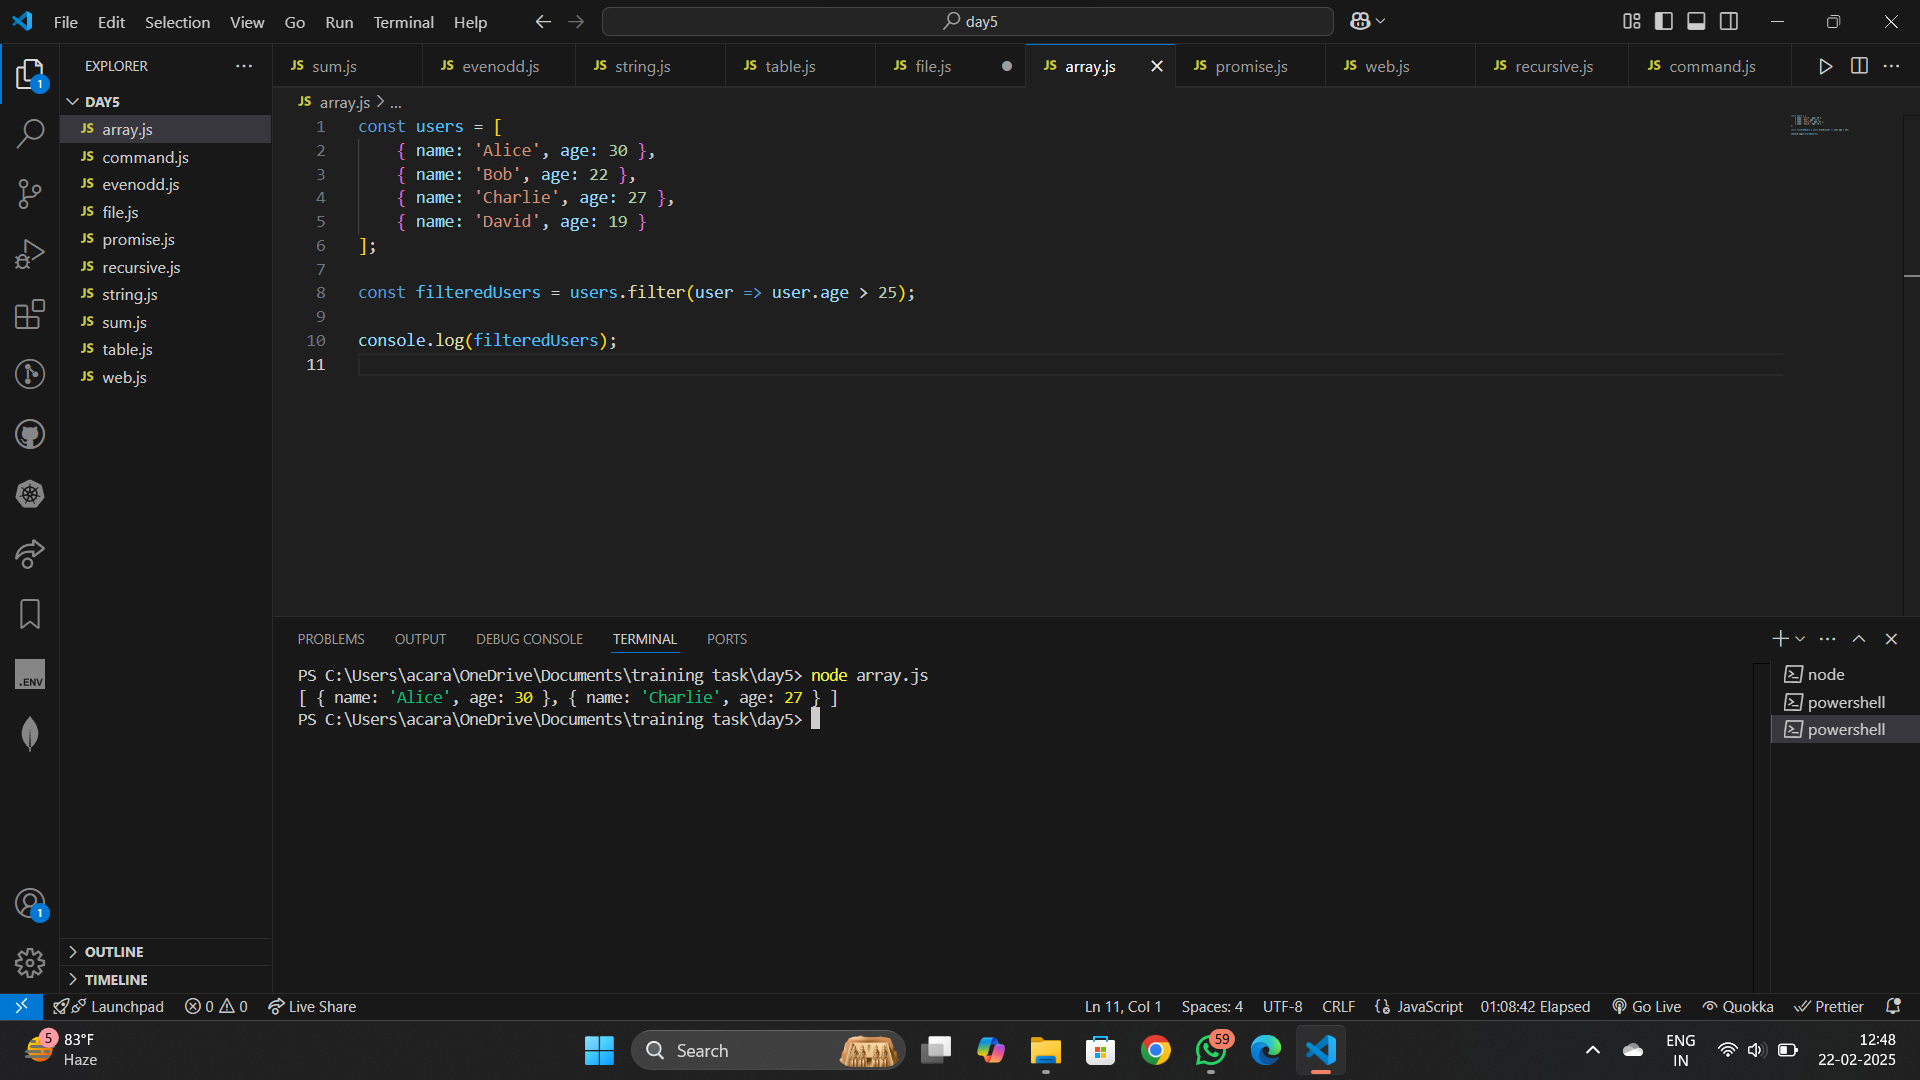 File Edit Selection View Go Run Terminal Help
day5
EXPLORER
1
DAY5
JS array.js
JS command.js
JS evenodd.js
JS file.js
JS promise.js
JS recursive.js
JS string.js
JS sum.js
JS table.js
JS web.js
.ENV
1
OUTLINE
TIMELINE
JS sum.js JS evenodd.js JS string.js JS table.js JS file.js JS array.js JS promise.js JS web.js JS recursive.js JS command.js
JS array.js > ...
1 const users = [
2 { name: 'Alice', age: 30 },
3 { name: 'Bob', age: 22 },
4 { name: 'Charlie', age: 27 },
5 { name: 'David', age: 19 }
6 ];
7
8 const filteredUsers = users.filter(user => user.age > 25);
9
10 console.log(filteredUsers);
11
PROBLEMS OUTPUT DEBUG CONSOLE TERMINAL PORTS
PS C:\Users\acara\OneDrive\Documents\training task\day5> node array.js
[ { name: 'Alice', age: 30 }, { name: 'Charlie', age: 27 } ]
PS C:\Users\acara\OneDrive\Documents\training task\day5>
node
powershell
powershell
Launchpad 0 0 Live Share
Ln 11, Col 1 Spaces: 4 UTF-8 CRLF JavaScript 01:08:42 Elapsed Go Live Quokka Prettier
5
83°F
Haze
Search
59
ENG
IN
12:48
22-02-2025